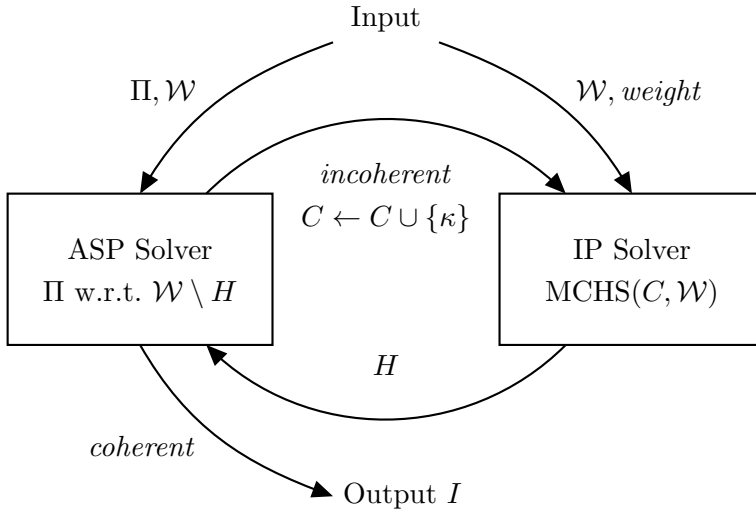 Input
Π, 𝒲
𝒲, weight
incoherent
C ← C ∪ {κ}
ASP Solver
Π w.r.t. 𝒲 \ H
IP Solver
MCHS(C, 𝒲)
H
coherent
Output I